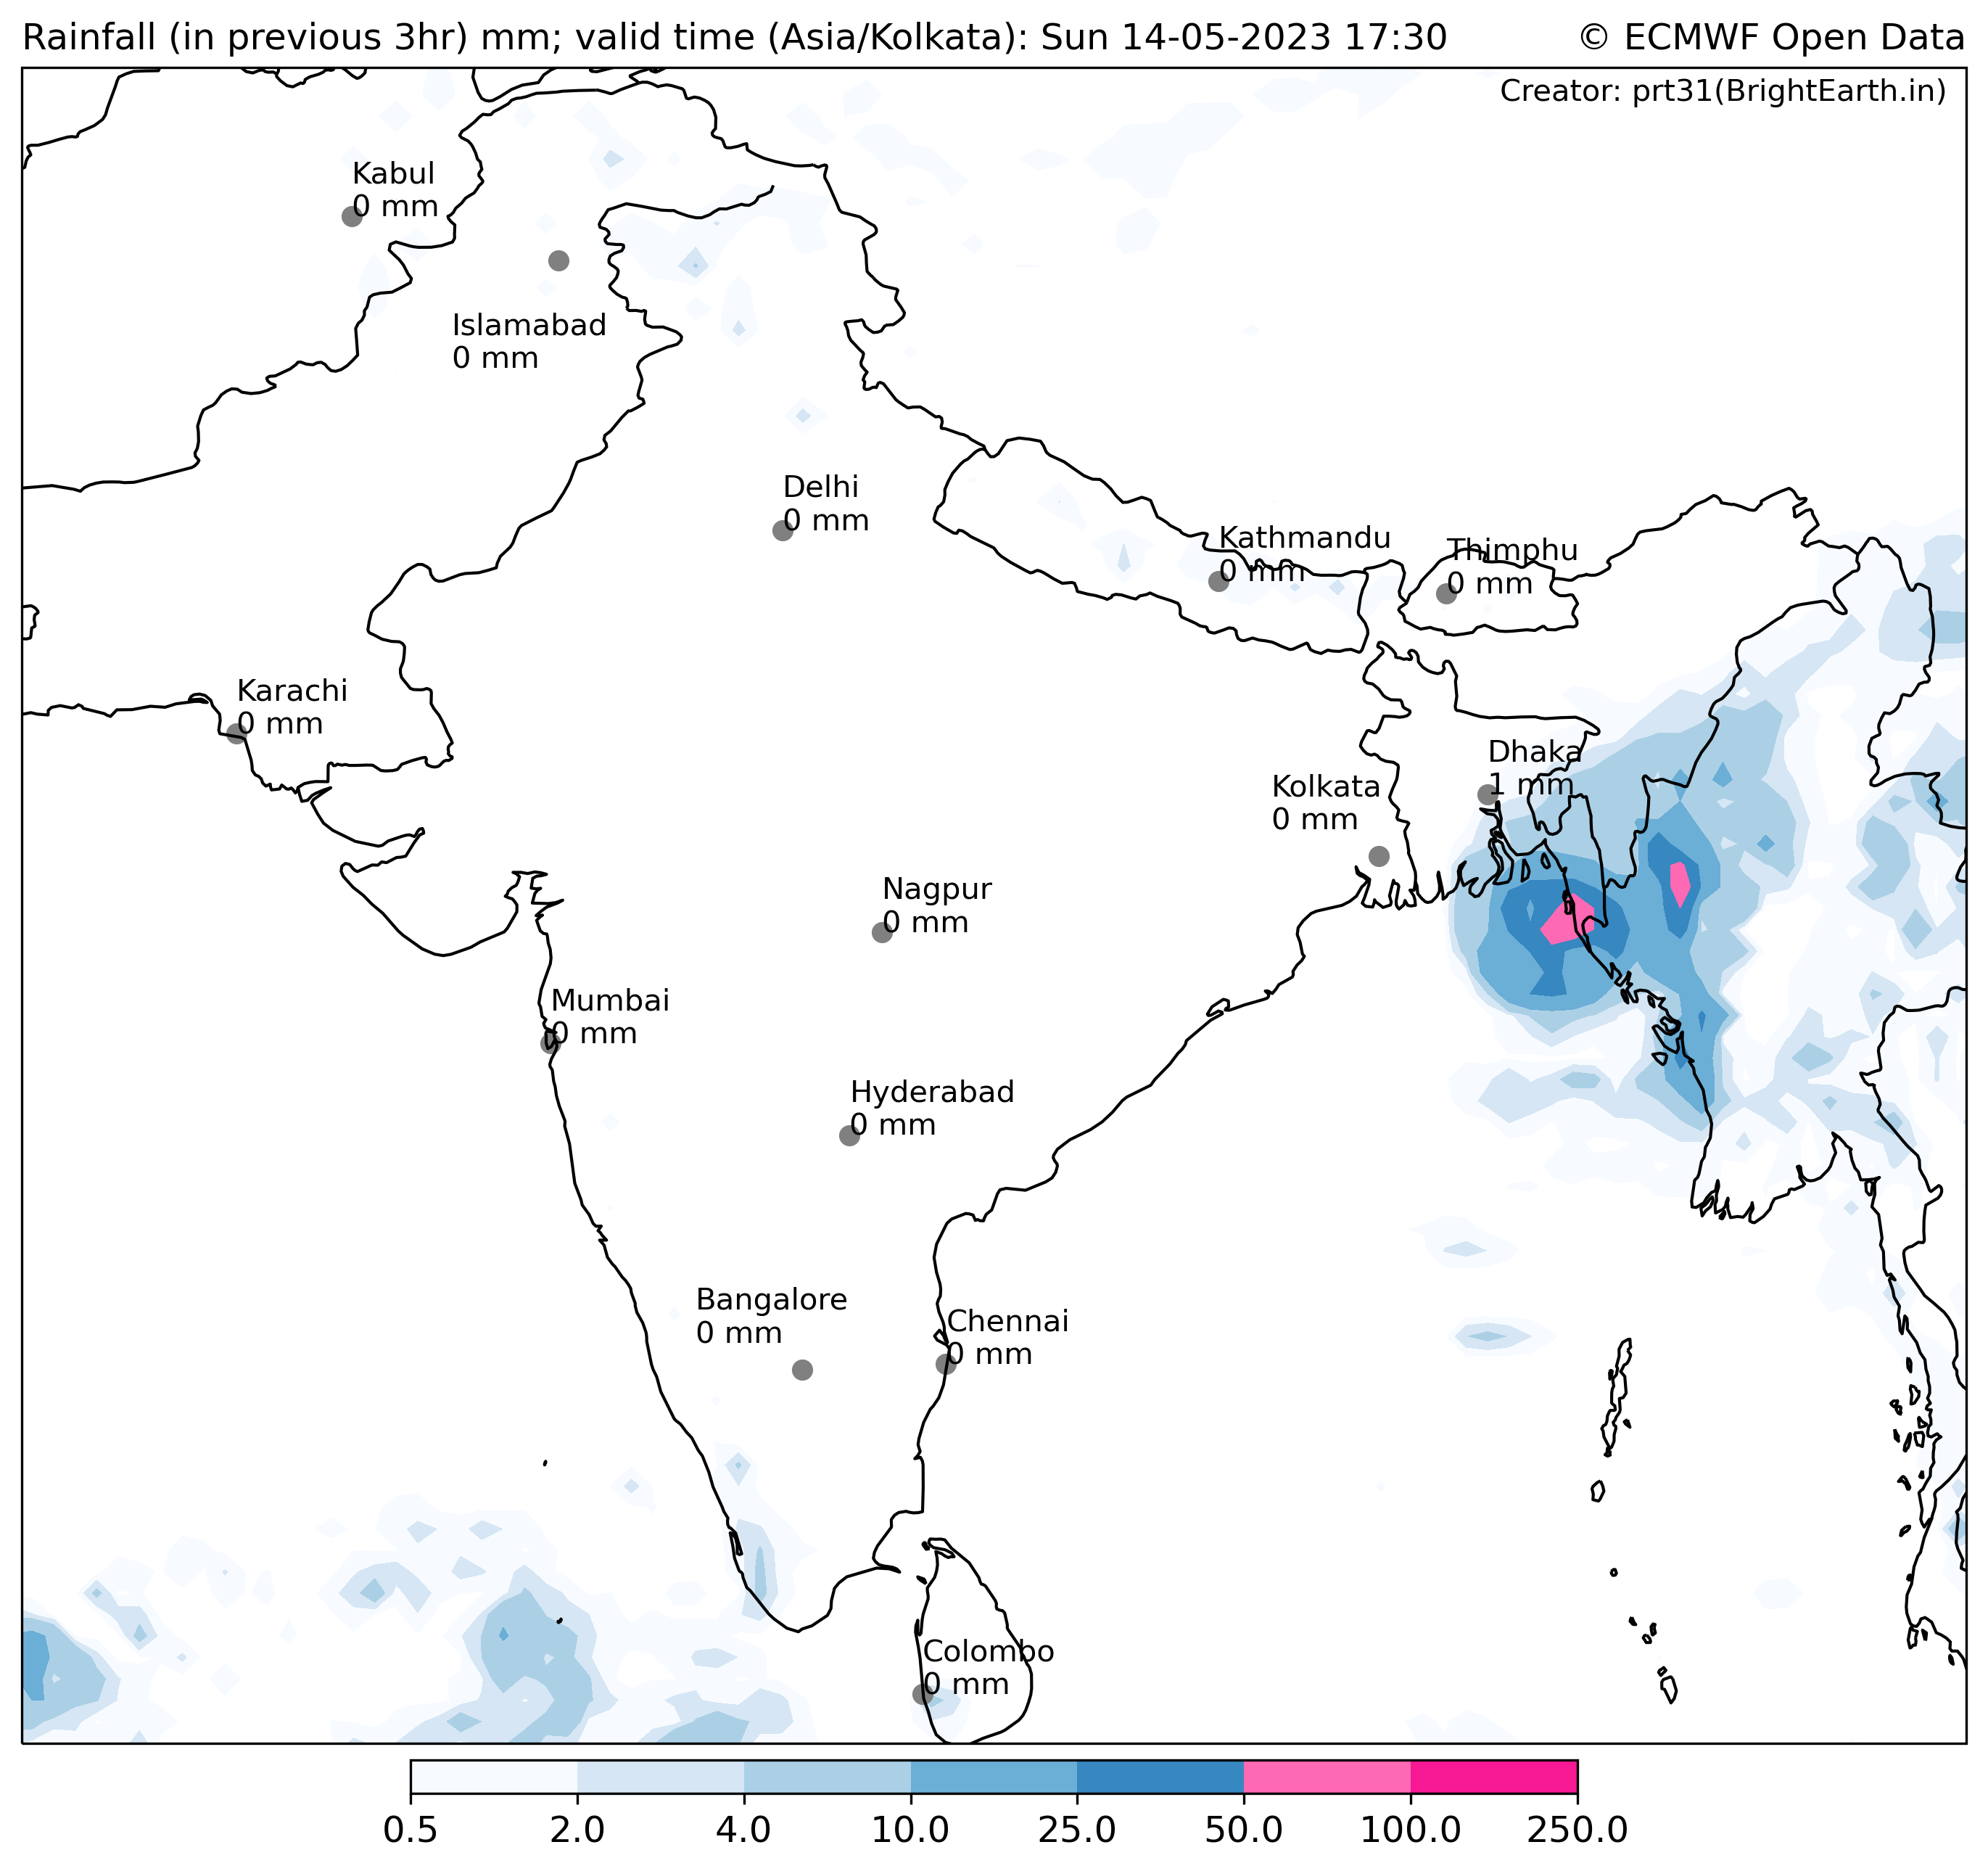 Rainfall (in previous 3hr) mm; valid time (Asia/Kolkata): Sun 14-05-2023 17:30
© ECMWF Open Data
Creator: prt31(BrightEarth.in)
Kabul
0 mm
Islamabad
0 mm
Delhi
0 mm
Kathmandu
0 mm
Thimphu
0 mm
Karachi
0 mm
Dhaka
1 mm
Kolkata
0 mm
Nagpur
0 mm
Mumbai
0 mm
Hyderabad
0 mm
Bangalore
0 mm
Chennai
0 mm
Colombo
0 mm
0.5 2.0 4.0 10.0 25.0 50.0 100.0 250.0